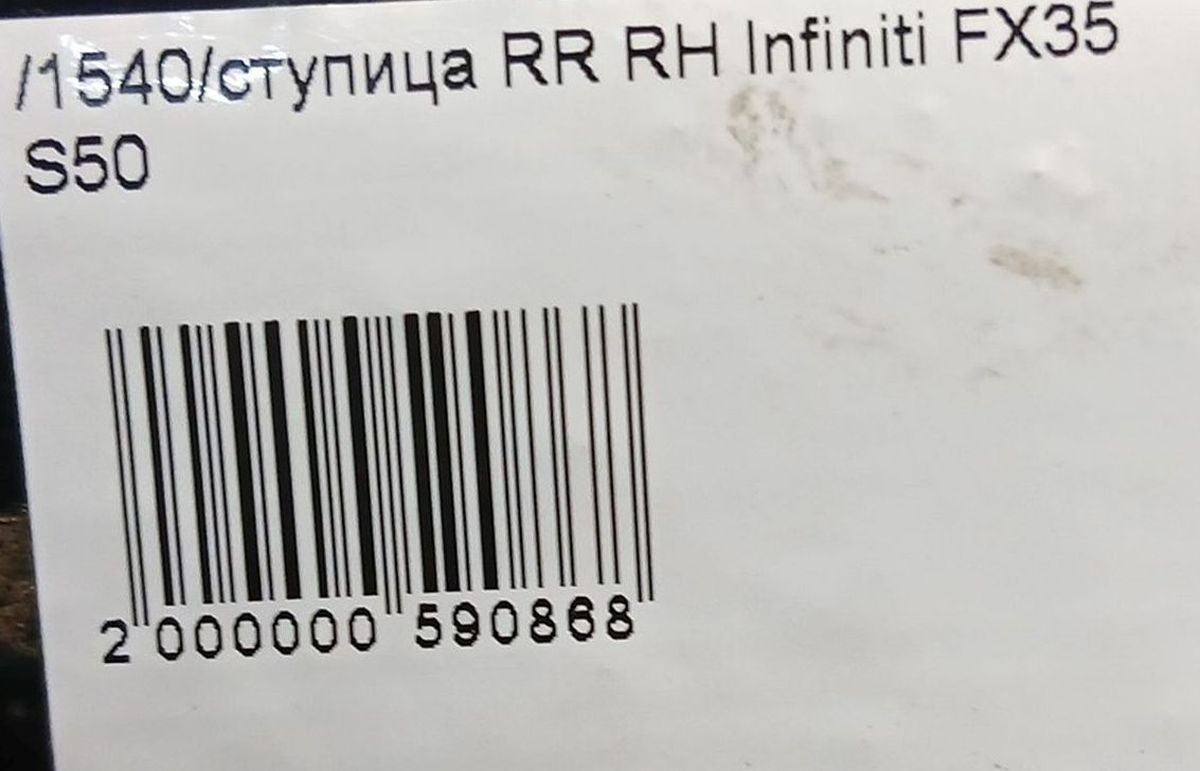 /1540/ступица RR RH Infiniti FX35
S50
2 000000 590868